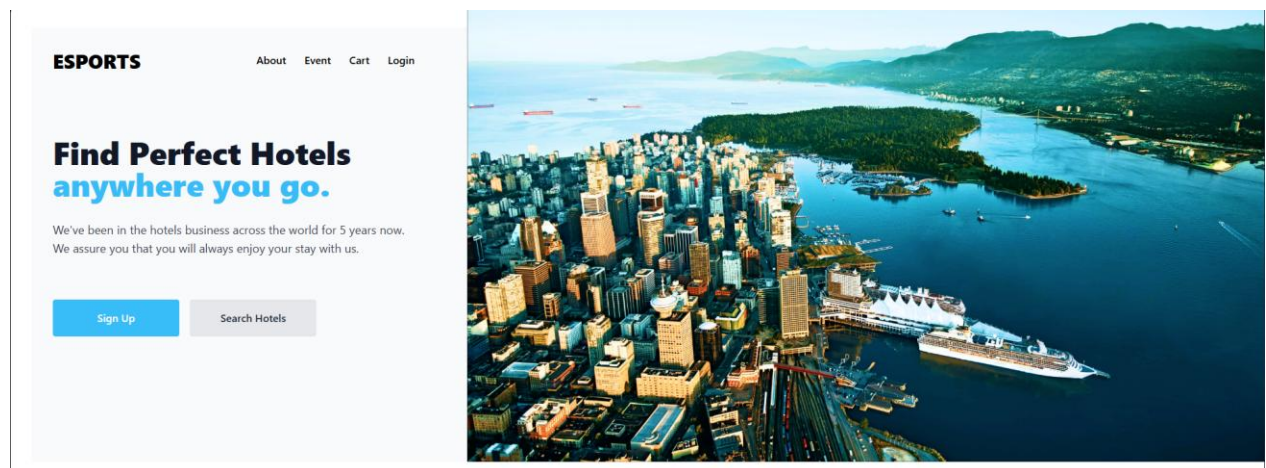 ESPORTS
About Event Cart Login
Find Perfect Hotels
anywhere you go.
We've been in the hotels business across the world for 5 years now.
We assure you that you will always enjoy your stay with us.
Sign Up
Search Hotels